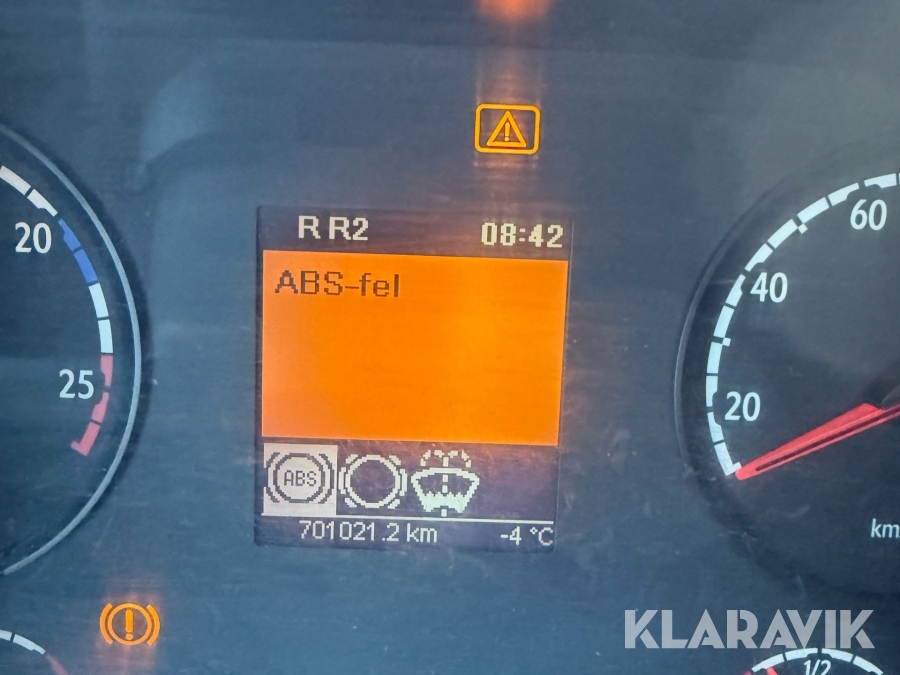 R R2 08:42
ABS-fel
20
25
60
40
20
ABS
701021.2 km -4 °C
km
KLARAVIK
1/2